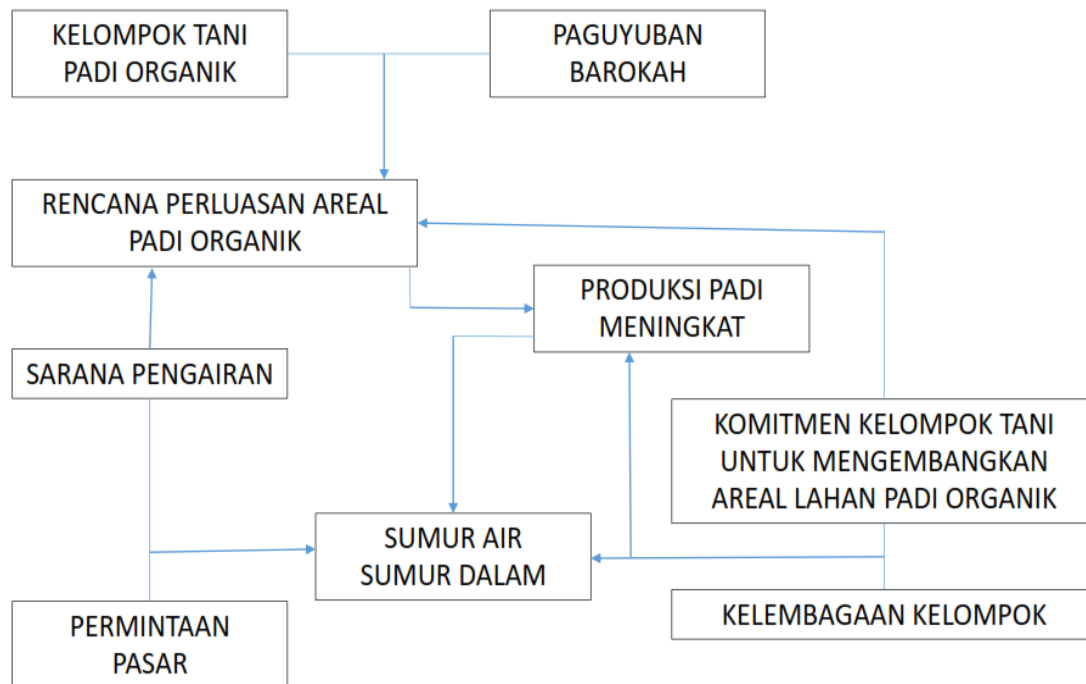 KELOMPOK TANI
PADI ORGANIK
PAGUYUBAN
BAROKAH
RENCANA PERLUASAN AREAL
PADI ORGANIK
PRODUKSI PADI
MENINGKAT
SARANA PENGAIRAN
KOMITMEN KELOMPOK TANI
UNTUK MENGEMBANGKAN
AREAL LAHAN PADI ORGANIK
SUMUR AIR
SUMUR DALAM
PERMINTAAN
PASAR
KELEMBAGAAN KELOMPOK